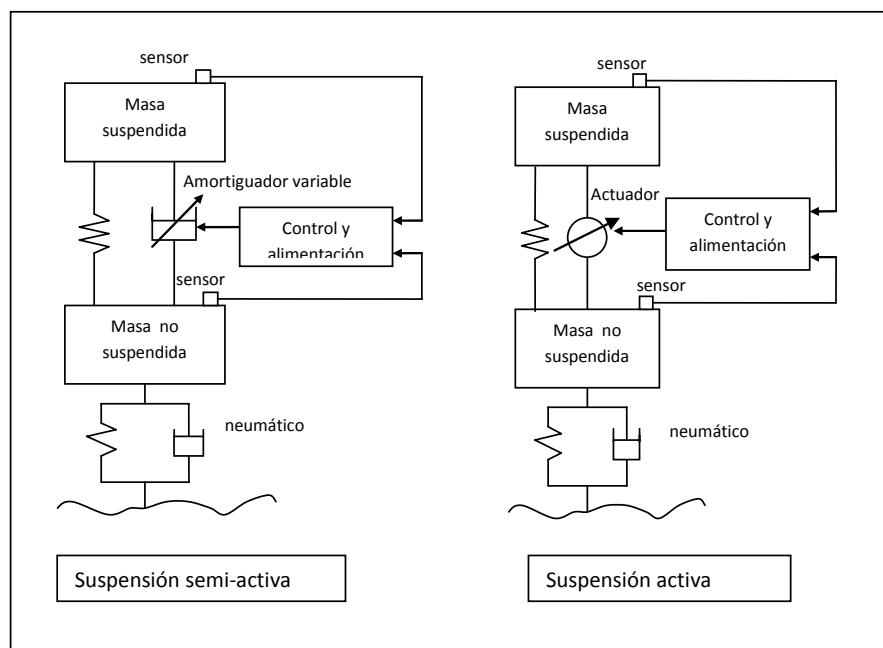 sensor
Masa
suspendida
Amortiguador variable
Control y
alimentación
sensor
Masa no
suspendida
neumático
Suspensión semi-activa
sensor
Masa
suspendida
Actuador
Control y
alimentación
sensor
Masa no
suspendida
neumático
Suspensión activa